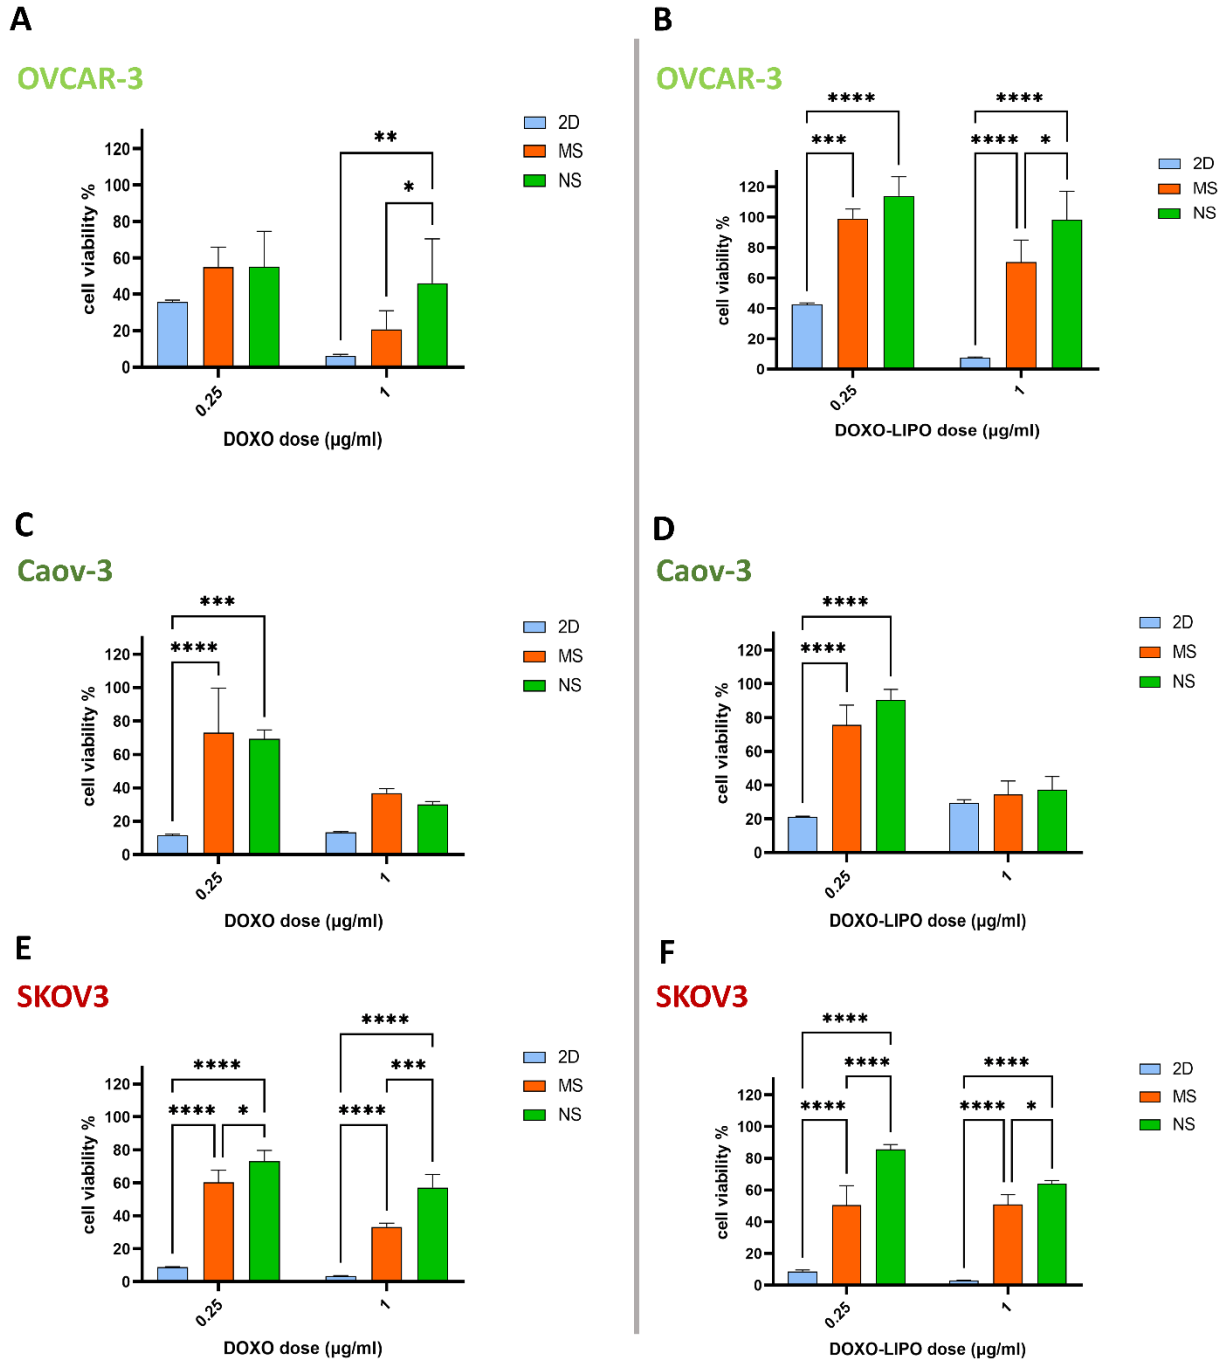 A
OVCAR-3
**
*
2D
MS
NS
cell viability %
120
100
80
60
40
20
0
0.25
1
DOXO dose (µg/ml)
B
OVCAR-3
****
***
****
****
*
2D
MS
NS
cell viability %
120
100
80
60
40
20
0
0.25
1
DOXO-LIPO dose (µg/ml)
C
Caov-3
***
****
2D
MS
NS
cell viability %
120
100
80
60
40
20
0
0.25
1
DOXO dose (µg/ml)
D
Caov-3
****
****
2D
MS
NS
cell viability %
120
100
80
60
40
20
0
0.25
1
DOXO-LIPO dose (µg/ml)
E
SKOV3
****
****
*
****
***
****
2D
MS
NS
cell viability %
120
100
80
60
40
20
0
0.25
1
DOXO dose (µg/ml)
F
SKOV3
****
****
****
****
****
*
2D
MS
NS
cell viability %
120
100
80
60
40
20
0
0.25
1
DOXO-LIPO dose (µg/ml)